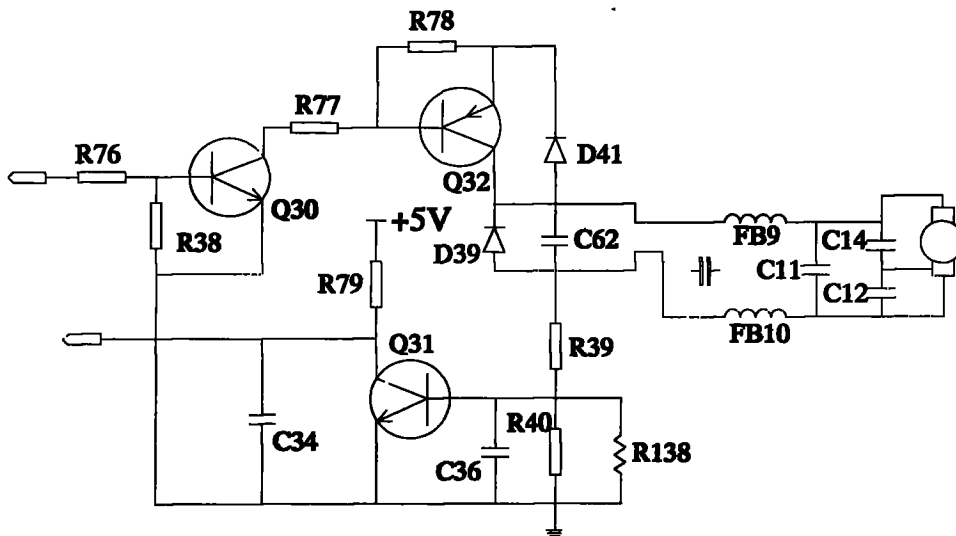 R78
R77
R76
Q32
D41
Q30
+5V
R38
D39
C62
FB9
C14
C11
R79
C12
FB10
Q31
R39
R40
C34
C36
R138